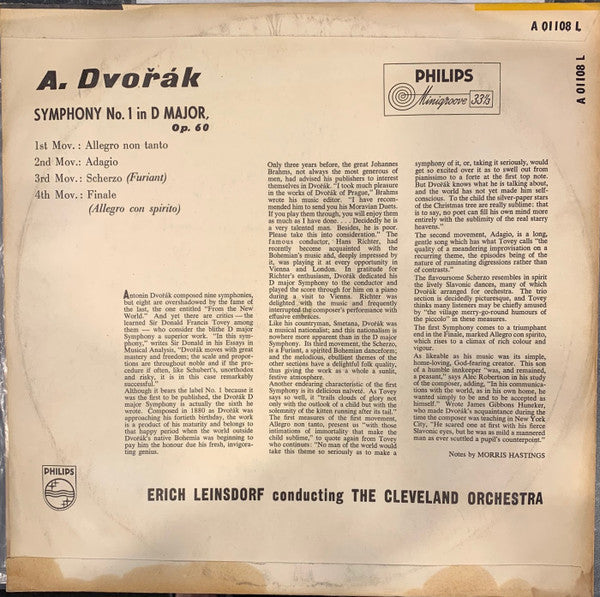 A 01108 L
A 01108 L
A. Dvořák
SYMPHONY No. 1 in D MAJOR,
Op. 60
PHILIPS
Minigroove 33⅓
1st Mov. : Allegro non tanto
2nd Mov.: Adagio
3rd Mov.: Scherzo (Furiant)
4th Mov.: Finale
(Allegro con spirito)
Antonin Dvořák composed nine symphonies,
but eight are overshadowed by the fame of
the last, the one entitled "From the New
World." And yet there are critics — the
learned Sir Donald Francis Tovey among
them — who consider the blithe D major
Symphony a superior work. "In this sym-
phony," writes Sir Donald in his Essays
in Musical Analysis, "Dvořák moves with great
mastery and freedom; the scale and propor-
tions are throughout noble and if the pro-
cedure if often, like Schubert's, unorthodox
and risky, it is in this case remarkably
successful."
Although it bears the label No. 1 because it
was the first to be published, the Dvořák D
major Symphony is actually the sixth he
wrote. Composed in 1880 as Dvořák was
approaching his fortieth birthday, the work
is a product of his maturity and belongs to
that happy period when the world outside
Dvořák's native Bohemia was beginning to
pay him the honour due his fresh, invigora-
ting genius.
Only three years before, the great Johannes
Brahms, not always the most generous of
men, had advised his publishers to interest
themselves in Dvořák. "I took much pleasure
in the works of Dvořák of Prague," Brahms
wrote his music editor. "I have recom-
mended him to send you his Moravian Duets.
If you play them through, you will enjoy them
as much as I have done. . . . Decidedly he is
a very talented man. Besides, he is poor.
Please take this into consideration." The
famous conductor, Hans Richter, had
recently become acquainted with the
Bohemian's music and, deeply impressed by
it, was playing it at every opportunity in
Vienna and London. In gratitude for
Richter's enthusiasm, Dvořák dedicated his
D major Symphony to the conductor and
played the score through for him on a piano
during a visit to Vienna. Richter was
delighted with the music and frequently
interrupted the composer's performance with
effusive embrices.
Like his countryman, Smetana, Dvořák was
a musical nationalist; and this nationalism is
nowhere more apparent than in the D major
Symphony. Its third movement, the Scherzo,
is a Furiant, a spirited Bohemian danceform;
and the melodious, ebullient themes of the
other sections have a delightful folk quality,
thus giving the work as a whole a sunlit,
festive atmosphere.
Another endearing characteristic of the first
Symphony is its delicious naïveté. As Tovey
says so well, it "trails clouds of glory not
only with the outlook of a child but with the
solemnity of the kitten running after its tail."
The first measures of the first movement,
Allegro non tanto, present us "with those
intimations of immortality that make the
child sublime," to quote again from Tovey
who continues: "No man of the world would
take this theme so seriously as to make a
symphony of it, or, taking it seriously, would
get so excited over it as to swell out from
pianissimo to a forte at the first top note.
But Dvořák knows what he is talking about,
and the world has not yet made him self-
conscious. To the child the silver-paper stars
of the Christmas tree are really sublime: that
is to say, no poet can fill his own mind more
entirely with the sublimity of the real starry
heavens."
The second movement, Adagio, is a long,
gentle song which has what Tovey calls "the
quality of a meandering improvisation on a
recurring theme, the episodes being of the
nature of ruminating digressions rather than
of contrasts."
The flavoursome Scherzo resembles in spirit
the lively Slavonic dances, many of which
Dvořák arranged for orchestra. The trio
section is decidedly picturesque, and Tovey
thinks many listeners may be chiefly amused
by "the village merry-go-round humours of
the piccolo" in these measures.
The first Symphony comes to a triumphant
end in the Finale, marked Allegro con spirito,
which rises to a climax of rich colour and
vigour.
As likeable as his music was its simple,
home-loving, God-fearing creator. This son of
a humble innkeeper "was, and remained,
a peasant," says Alec Robertson in his study
of the composer, adding, "In his communica-
tions with the world, as in his own home, he
wanted simply to be and to be accepted as
himself." Wrote James Gibbons Huneker,
who made Dvořák's acquaintance during the
time the composer was teaching in New York
City, "He scared one at first with his fierce
Slavonic eyes, but he was as mild a mannered
man as ever scuttled a pupil's counterpoint."
Notes by MORRIS HASTINGS
PHILIPS
ERICH LEINSDORF conducting THE CLEVELAND ORCHESTRA